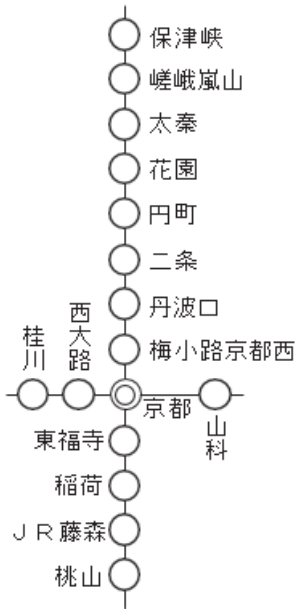 保津峡
嵯峨嵐山
太秦
花園
円町
二条
丹波口
梅小路京都西
桂川
西大路
京都
山科
東福寺
稲荷
ＪＲ藤森
桃山